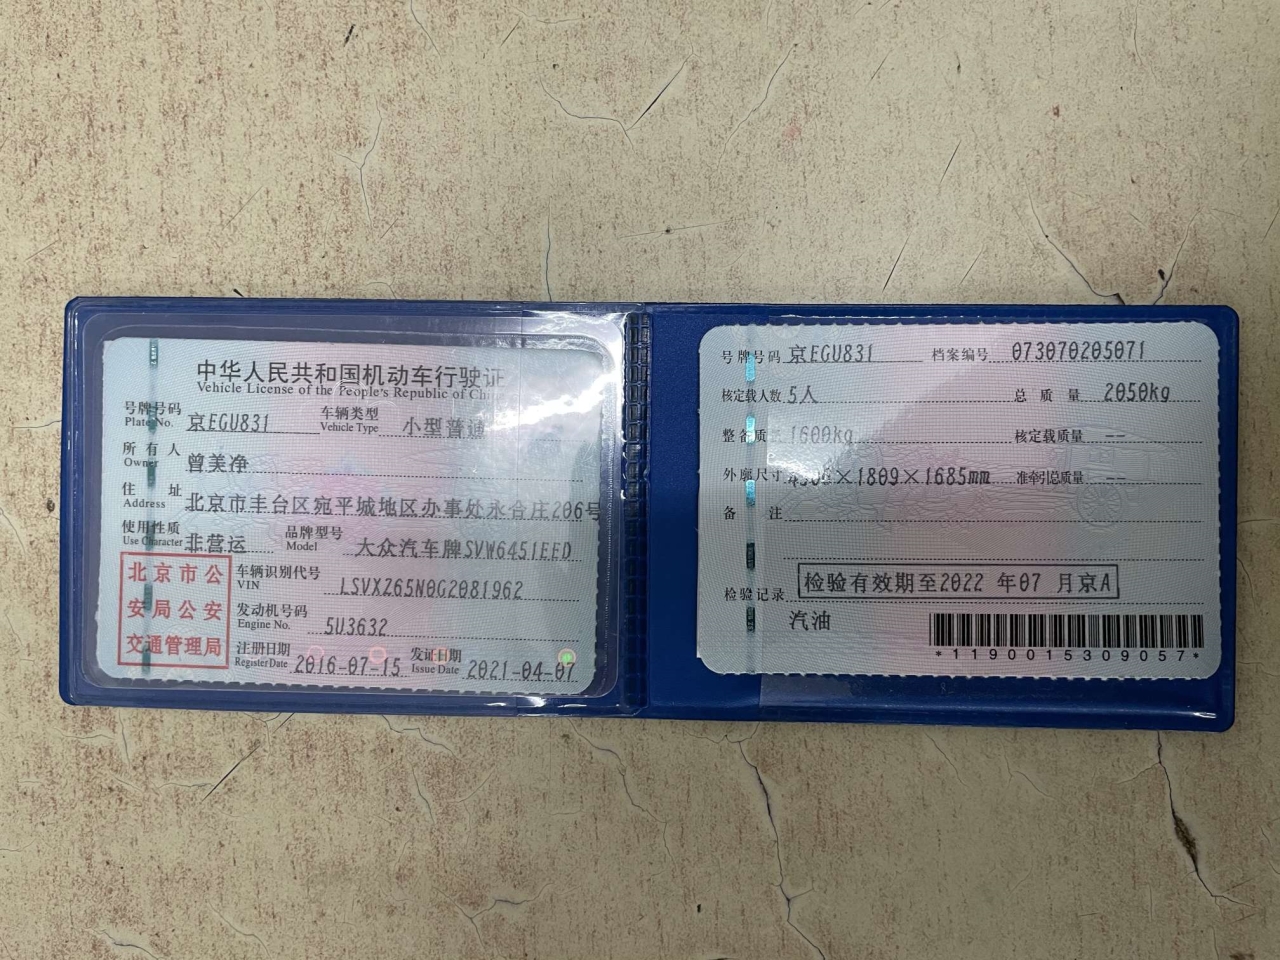 中华人民共和国机动车行驶证
Vehicle License of the People's Republic of Chi
号牌号码 京EGU831 车辆类型 小型普通
Plate No. Vehicle Type
所有人 曾美净
Owner
住址 北京市丰台区宛平城地区办事处永合庄206号
Address
使用性质 非营运 品牌型号 大众汽车牌SVW6451EED
Use Character Model
北京市公
安局公安
交通管理局
车辆识别代号 LSVXZ65N0G2081962
VIN
发动机号码 5U3632
Engine No.
注册日期 2016-07-15 发证日期 2021-04-07
Register Date Issue Date
号牌号码 京EGU831 档案编号 073070205071
核定载人数 5人 总质量 2050kg
整备质 1600kg 核定载质量 --
外廓尺寸 ×1809×1685mm 准牵引总质量 --
备注
检验记录 检验有效期至2022年07月京A
汽油
*1190015309057*